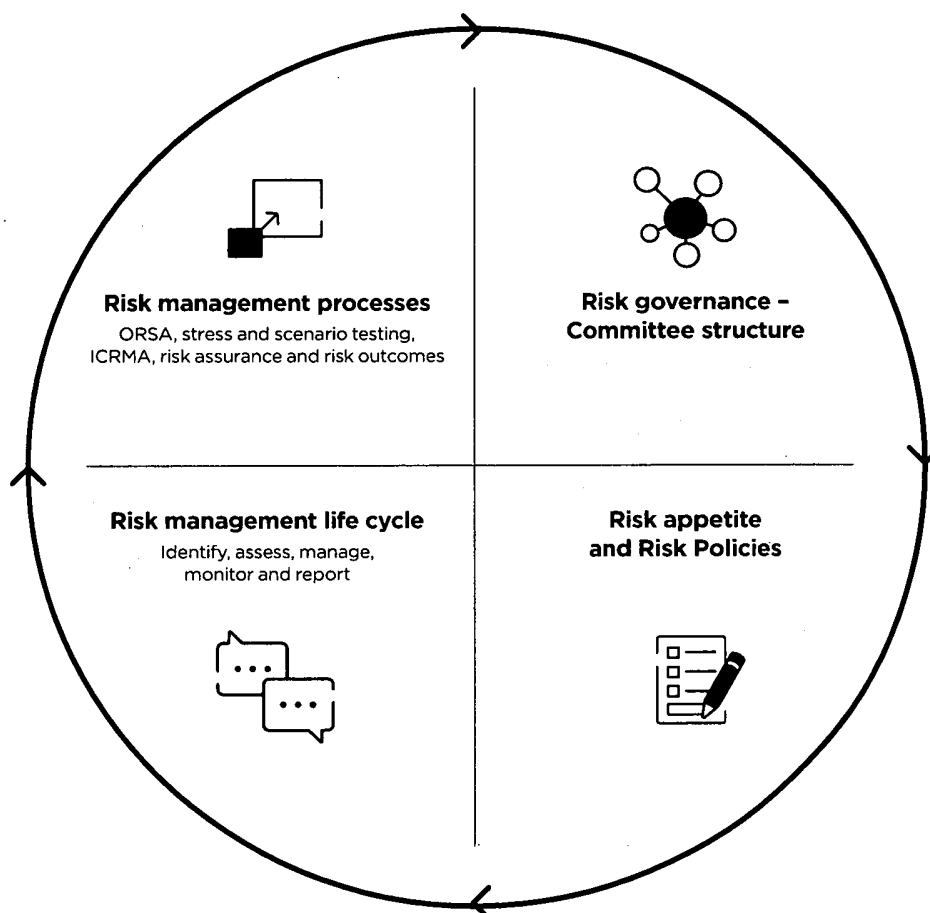 Risk management processes
ORSA, stress and scenario testing,
ICRMA, risk assurance and risk outcomes
Risk governance –
Committee structure
Risk management life cycle
Identify, assess, manage,
monitor and report
Risk appetite
and Risk Policies